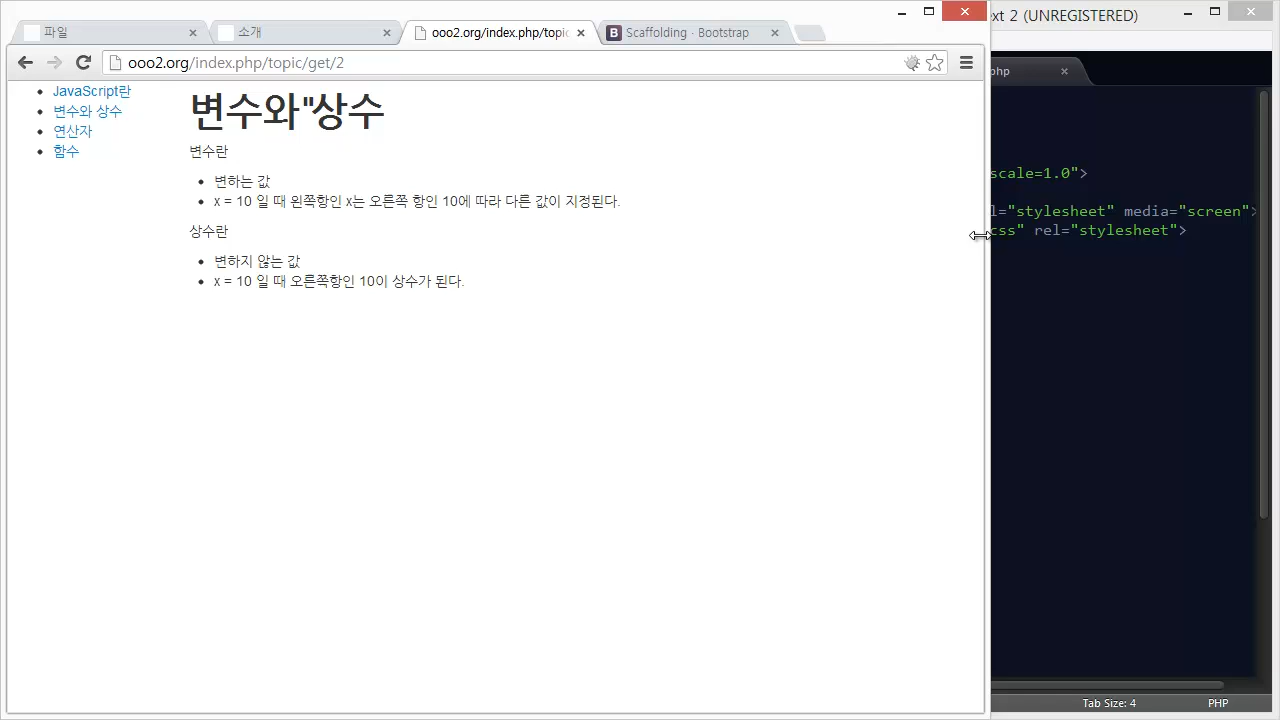 파일
소개
ooo2.org/index.php/topic
B Scaffolding · Bootstrap
ooo2.org/index.php/topic/get/2
JavaScript란
변수와 상수
연산자
함수
변수와"상수
변수란
변하는 값
x = 10 일 때 왼쪽항인 x는 오른쪽 항인 10에 따라 다른 값이 지정된다.
상수란
변하지 않는 값
x = 10 일 때 오른쪽항인 10이 상수가 된다.
ext 2 (UNREGISTERED)
php
scale=1.0">
l="stylesheet" media="screen">
css" rel="stylesheet">
Tab Size: 4
PHP